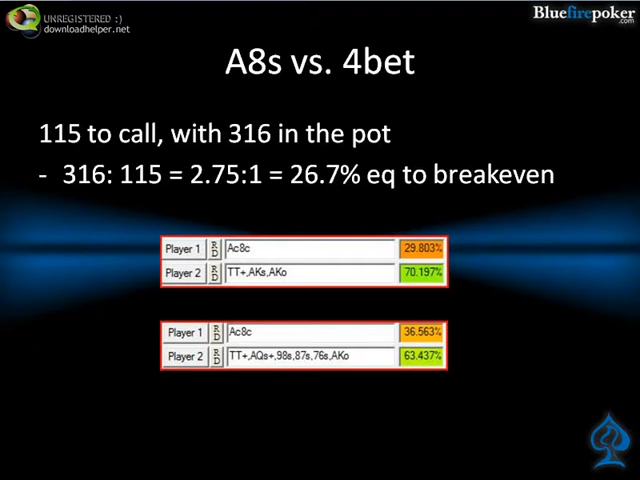 UNREGISTERED :)
downloadhelper.net
Bluefirepoker
.com
A8s vs. 4bet
115 to call, with 316 in the pot
- 316: 115 = 2.75:1 = 26.7% eq to breakeven
Player 1 R D Ac8c 29.803%
Player 2 R D TT+,AKs,AKo 70.197%
Player 1 R D Ac8c 36.563%
Player 2 R D TT+,AQs+,98s,87s,76s,AKo 63.437%